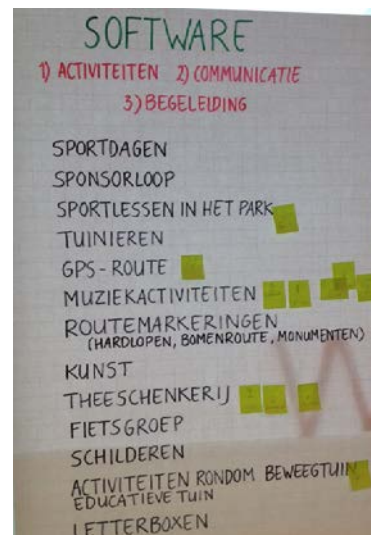 SOFTWARE
1) ACTIVITEITEN 2) COMMUNICATIE
3) BEGELEIDING
SPORTDAGEN
SPONSORLOOP
SPORTLESSEN IN HET PARK
TUINIEREN
GPS-ROUTE
MUZIEKACTIVITEITEN
ROUTEMARKERINGEN
(HARDLOPEN, BOMENROUTE, MONUMENTEN)
KUNST
THEESCHENKERIJ
FIETSGROEP
SCHILDEREN
ACTIVITEITEN RONDOM BEWEEGTUIN
EDUCATIEVE TUIN
LETTERBOXEN